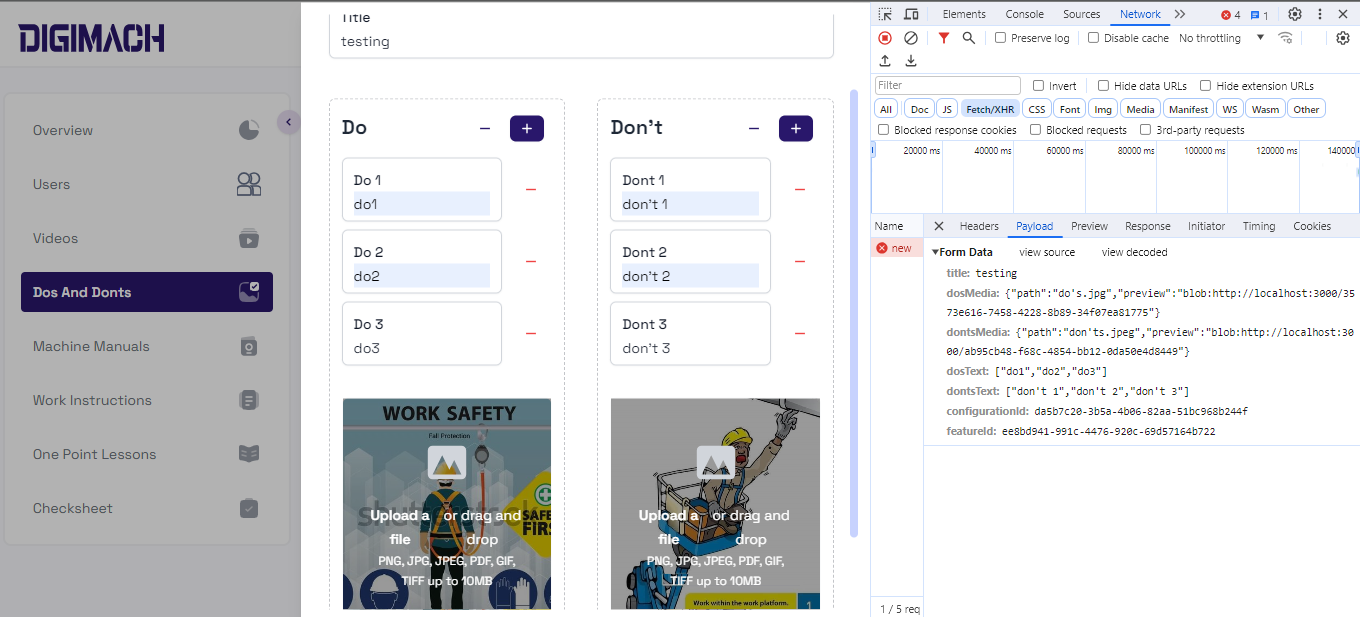 DIGIMACH
Overview
Users
Videos
Dos And Donts
Machine Manuals
Work Instructions
One Point Lessons
Checksheet
Title
testing
Do
Do 1
do1
Do 2
do2
Do 3
do3
WORK SAFETY
Fall Protection
Upload a file or drag and drop
PNG, JPG, JPEG, PDF, GIF,
TIFF up to 10MB
Don't
Dont 1
don't 1
Dont 2
don't 2
Dont 3
don't 3
Upload a file or drag and drop
PNG, JPG, JPEG, PDF, GIF,
TIFF up to 10MB
Work within the work platform.
1
Elements Console Sources Network 4 1
Preserve log Disable cache No throttling
Filter Invert Hide data URLs Hide extension URLs
All Doc JS Fetch/XHR CSS Font Img Media Manifest WS Wasm Other
Blocked response cookies Blocked requests 3rd-party requests
20000 ms 40000 ms 60000 ms 80000 ms 100000 ms 120000 ms 140000
Name Headers Payload Preview Response Initiator Timing Cookies
new
Form Data view source view decoded
title: testing
dosMedia: {"path":"do's.jpg","preview":"blob:http://localhost:3000/35
73e616-7458-4228-8b89-34f07ea81775"}
dontsMedia: {"path":"don'ts.jpeg","preview":"blob:http://localhost:30
00/ab95cb48-f68c-4854-bb12-0da50e4d8449"}
dosText: ["do1","do2","do3"]
dontsText: ["don't 1","don't 2","don't 3"]
configurationId: da5b7c20-3b5a-4b06-82aa-51bc968b244f
featureId: ee8bd941-991c-4476-920c-69d57164b722
1 / 5 req